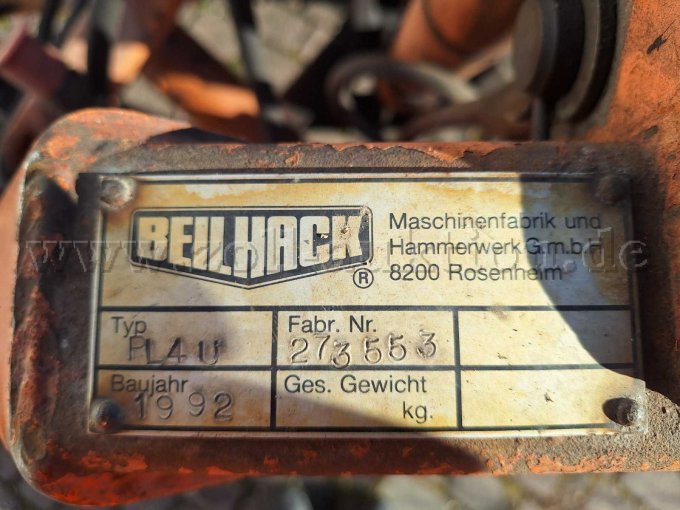 BEILHACK
®
Maschinenfabrik und
Hammerwerk G.m.b.H
8200 Rosenheim
Typ
PL4U
Fabr. Nr.
273553
Baujahr
1992
Ges. Gewicht
kg.